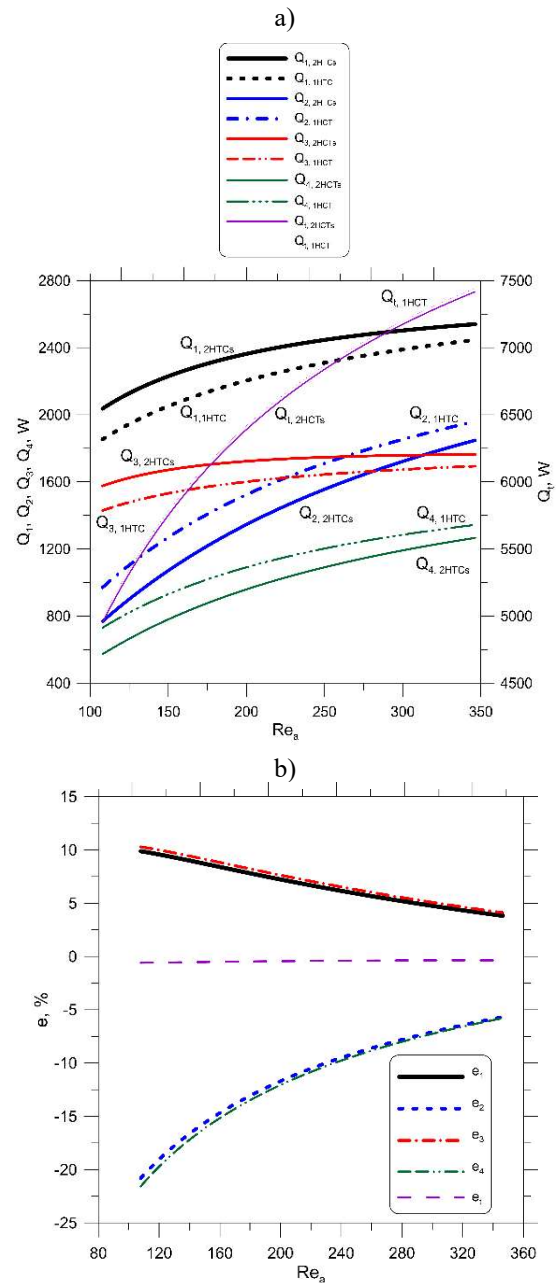 a)
Q1, 2HTCs
Q1, 1HTC
Q2, 2HTCs
Q2, 1HCT
Q3, 2HCTs
Q3, 1HCT
Q4, 2HCTs
Q4, 1HCT
Qt, 2HCTs
Qt, 1HCT
2800
2400
2000
1600
1200
800
400
Q1, Q2, Q3, Q4, W
7500
7000
6500
6000
5500
5000
4500
Qt, W
Qt, 1HCT
Q1, 2HTCs
Q1,1HTC
Qt, 2HCTs
Q2, 1HTC
Q3, 2HTCs
Q3, 1HTC
Q2, 2HTCs
Q4, 1HTC
Q4, 2HTCs
100 150 200 250 300 350
Rea
b)
15
10
5
0
-5
-10
-15
-20
-25
e, %
e1
e2
e3
e4
et
80 120 160 200 240 280 320 360
Rea